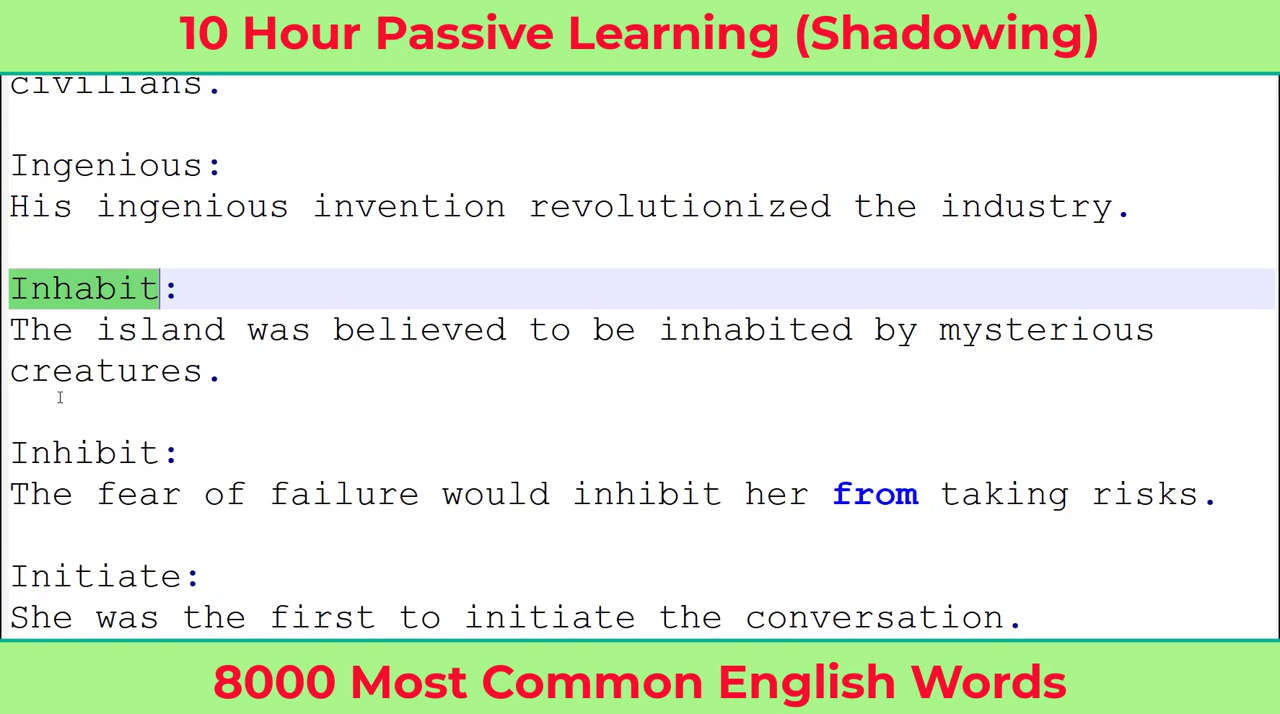 10 Hour Passive Learning (Shadowing)
civilians.
Ingenious:
His ingenious invention revolutionized the industry.
Inhabit:
The island was believed to be inhabited by mysterious
creatures.
Inhibit:
The fear of failure would inhibit her from taking risks.
Initiate:
She was the first to initiate the conversation.
8000 Most Common English Words